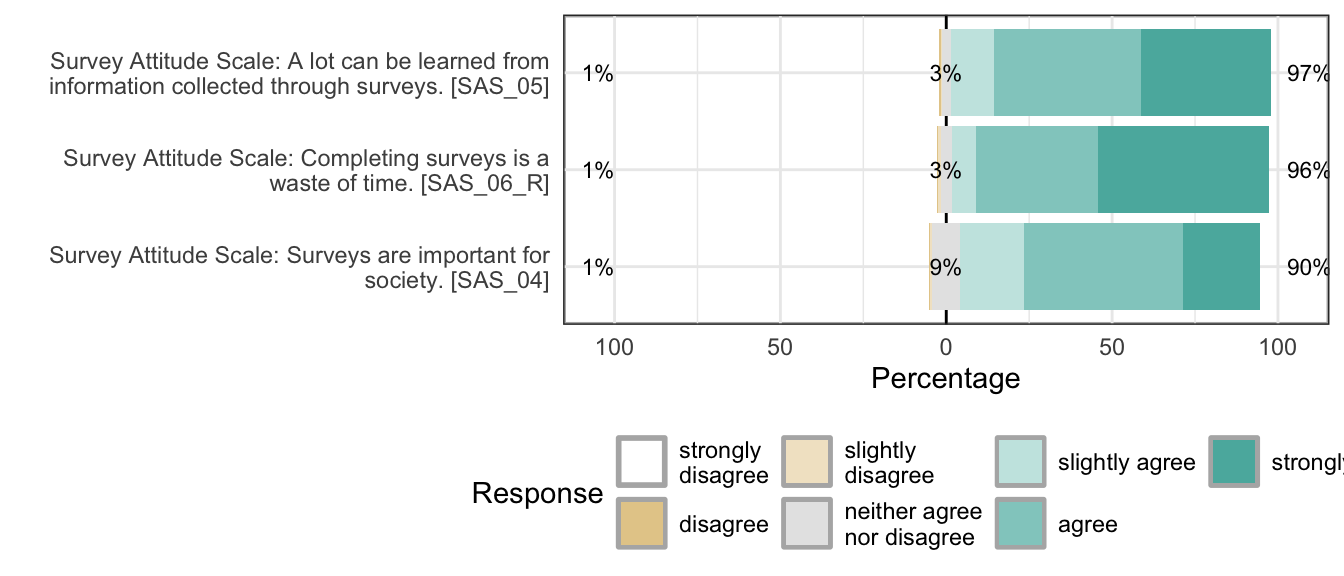 Survey Attitude Scale: A lot can be learned from
information collected through surveys. [SAS_05]
1%
3%
97%
Survey Attitude Scale: Completing surveys is a
waste of time. [SAS_06_R]
1%
3%
96%
Survey Attitude Scale: Surveys are important for
society. [SAS_04]
1%
9%
90%
100
50
0
50
100
Percentage
Response
strongly
disagree
slightly
disagree
slightly agree
strongly
disagree
neither agree
nor disagree
agree